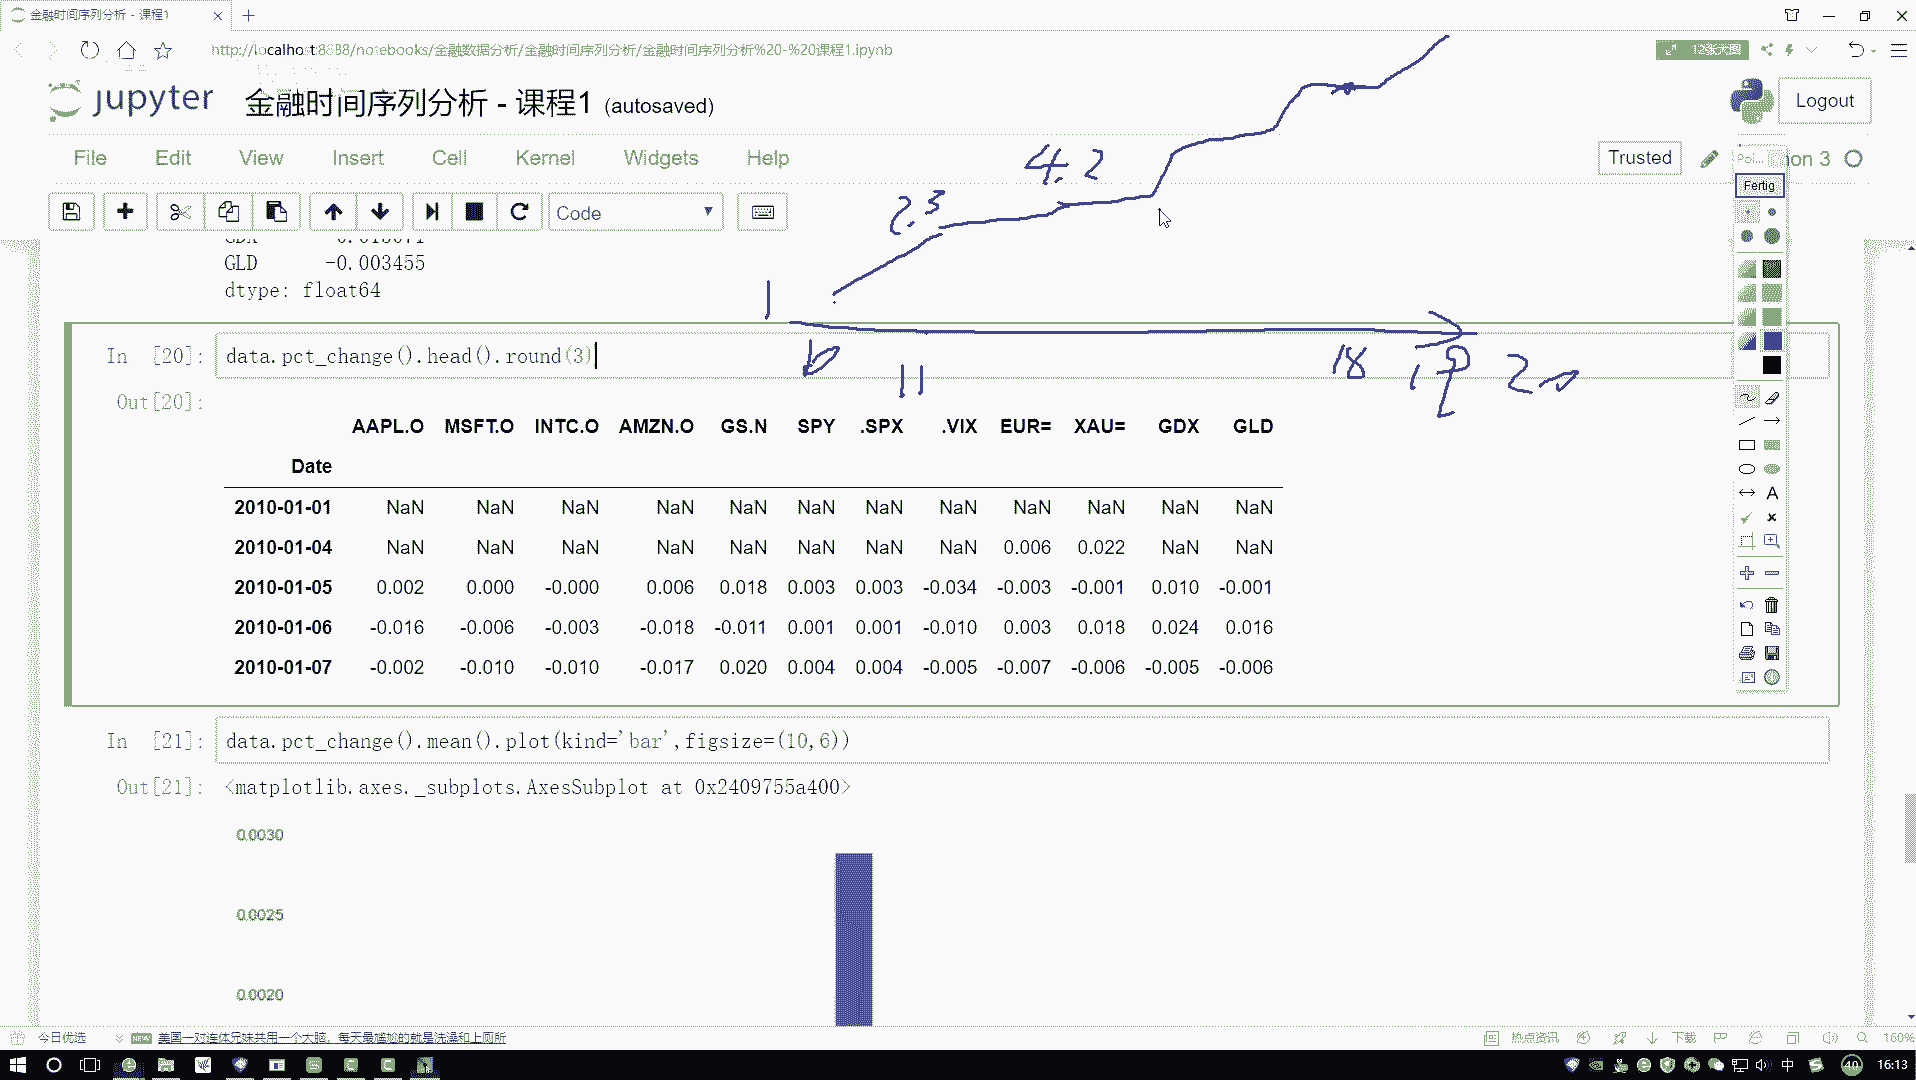 金融时间序列分析 - 课程1
http://localhost:8888/notebooks/金融数据分析/金融时间序列分析/金融时间序列分析%20-%20课程1.ipynb
12张大图
jupyter 金融时间序列分析 - 课程1 (autosaved)
Logout
File Edit View Insert Cell Kernel Widgets Help
Trusted
Fertig
Code
2.3
4.2
1
11
18 19 20
GLD -0.003455
dtype: float64
In [20]: data.pct_change().head().round(3)
Out[20]:
AAPL.O MSFT.O INTC.O AMZN.O GS.N SPY .SPX .VIX EUR= XAU= GDX GLD
Date
2010-01-01 NaN NaN NaN NaN NaN NaN NaN NaN NaN NaN NaN NaN
2010-01-04 NaN NaN NaN NaN NaN NaN NaN NaN 0.006 0.022 NaN NaN
2010-01-05 0.002 0.000 -0.000 0.006 0.018 0.003 0.003 -0.034 -0.003 -0.001 0.010 -0.001
2010-01-06 -0.016 -0.006 -0.003 -0.018 -0.011 0.001 0.001 -0.010 0.003 0.018 0.024 0.016
2010-01-07 -0.002 -0.010 -0.010 -0.017 0.020 0.004 0.004 -0.005 -0.007 -0.006 -0.005 -0.006
In [21]: data.pct_change().mean().plot(kind='bar',figsize=(10,6))
Out[21]: <matplotlib.axes._subplots.AxesSubplot at 0x2409755a400>
0.0030
0.0025
0.0020
今日优选
NEW 美国一对连体兄妹共用一个大脑，每天最尴尬的就是洗澡和上厕所
热点资讯
下载
160%
中
40
16:13